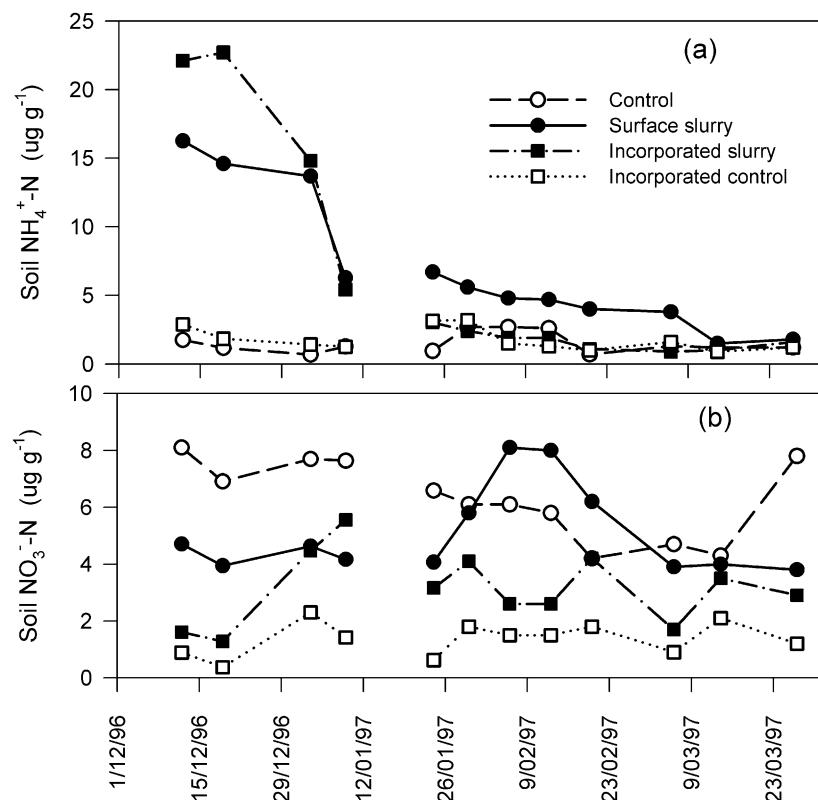 25
20
15
10
5
0
Soil NH4+-N (ug g-1)
(a)
Control
Surface slurry
Incorporated slurry
Incorporated control
10
8
6
4
2
0
Soil NO3--N (ug g-1)
(b)
1/12/96
15/12/96
29/12/96
12/01/97
26/01/97
9/02/97
23/02/97
9/03/97
23/03/97